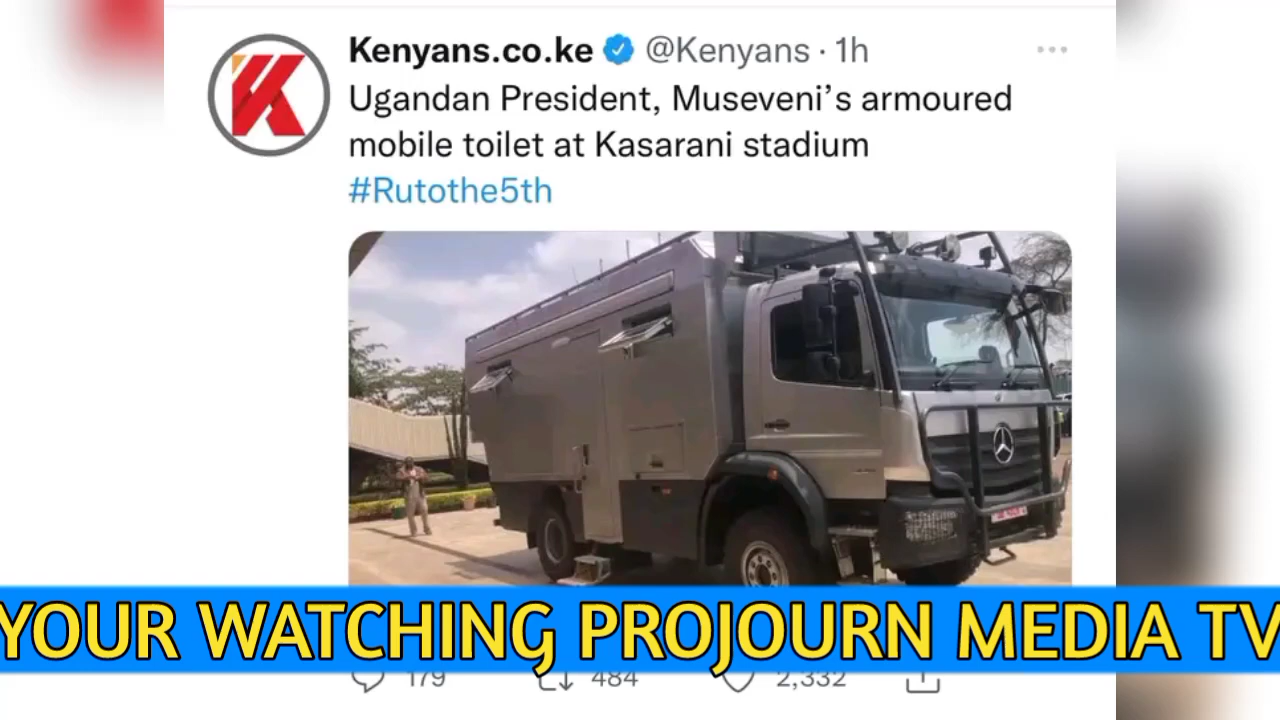 Kenyans.co.ke @Kenyans · 1h
Ugandan President, Museveni’s armoured
mobile toilet at Kasarani stadium
#Rutothe5th
YOUR WATCHING PROJOURN MEDIA TV
179 484 2,332